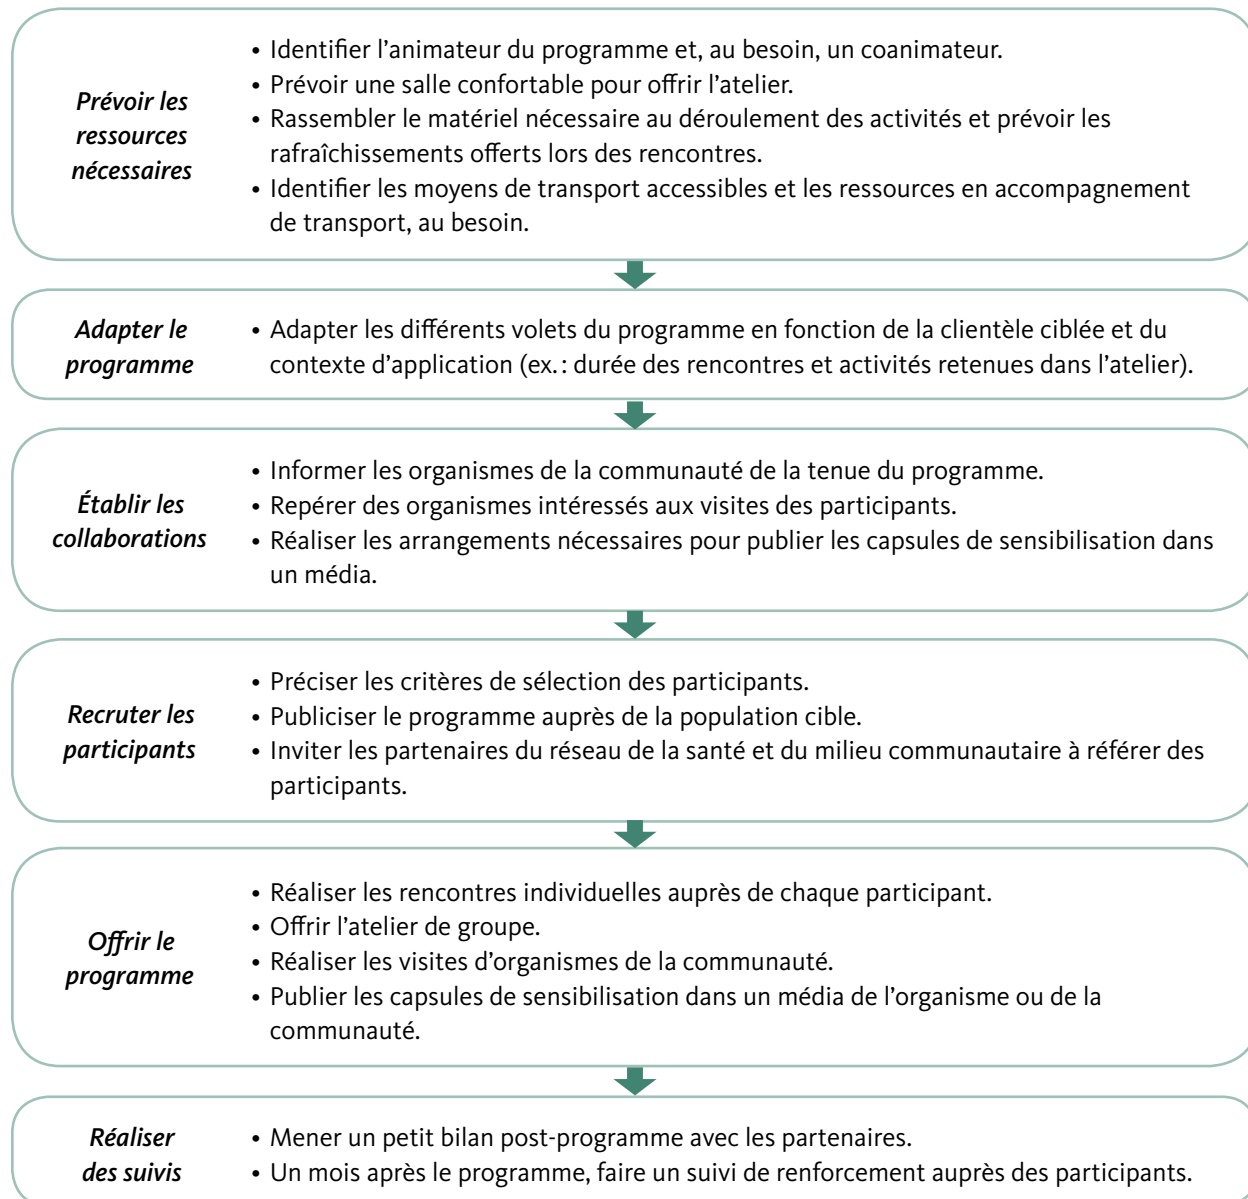 Prévoir les
ressources
nécessaires
• Identifier l’animateur du programme et, au besoin, un coanimateur.
• Prévoir une salle confortable pour offrir l’atelier.
• Rassembler le matériel nécessaire au déroulement des activités et prévoir les
rafraîchissements offerts lors des rencontres.
• Identifier les moyens de transport accessibles et les ressources en accompagnement
de transport, au besoin.
Adapter le
programme
• Adapter les différents volets du programme en fonction de la clientèle ciblée et du
contexte d’application (ex. : durée des rencontres et activités retenues dans l’atelier).
Établir les
collaborations
• Informer les organismes de la communauté de la tenue du programme.
• Repérer des organismes intéressés aux visites des participants.
• Réaliser les arrangements nécessaires pour publier les capsules de sensibilisation dans
un média.
Recruter les
participants
• Préciser les critères de sélection des participants.
• Publiciser le programme auprès de la population cible.
• Inviter les partenaires du réseau de la santé et du milieu communautaire à référer des
participants.
Offrir le
programme
• Réaliser les rencontres individuelles auprès de chaque participant.
• Offrir l’atelier de groupe.
• Réaliser les visites d’organismes de la communauté.
• Publier les capsules de sensibilisation dans un média de l’organisme ou de la
communauté.
Réaliser
des suivis
• Mener un petit bilan post-programme avec les partenaires.
• Un mois après le programme, faire un suivi de renforcement auprès des participants.